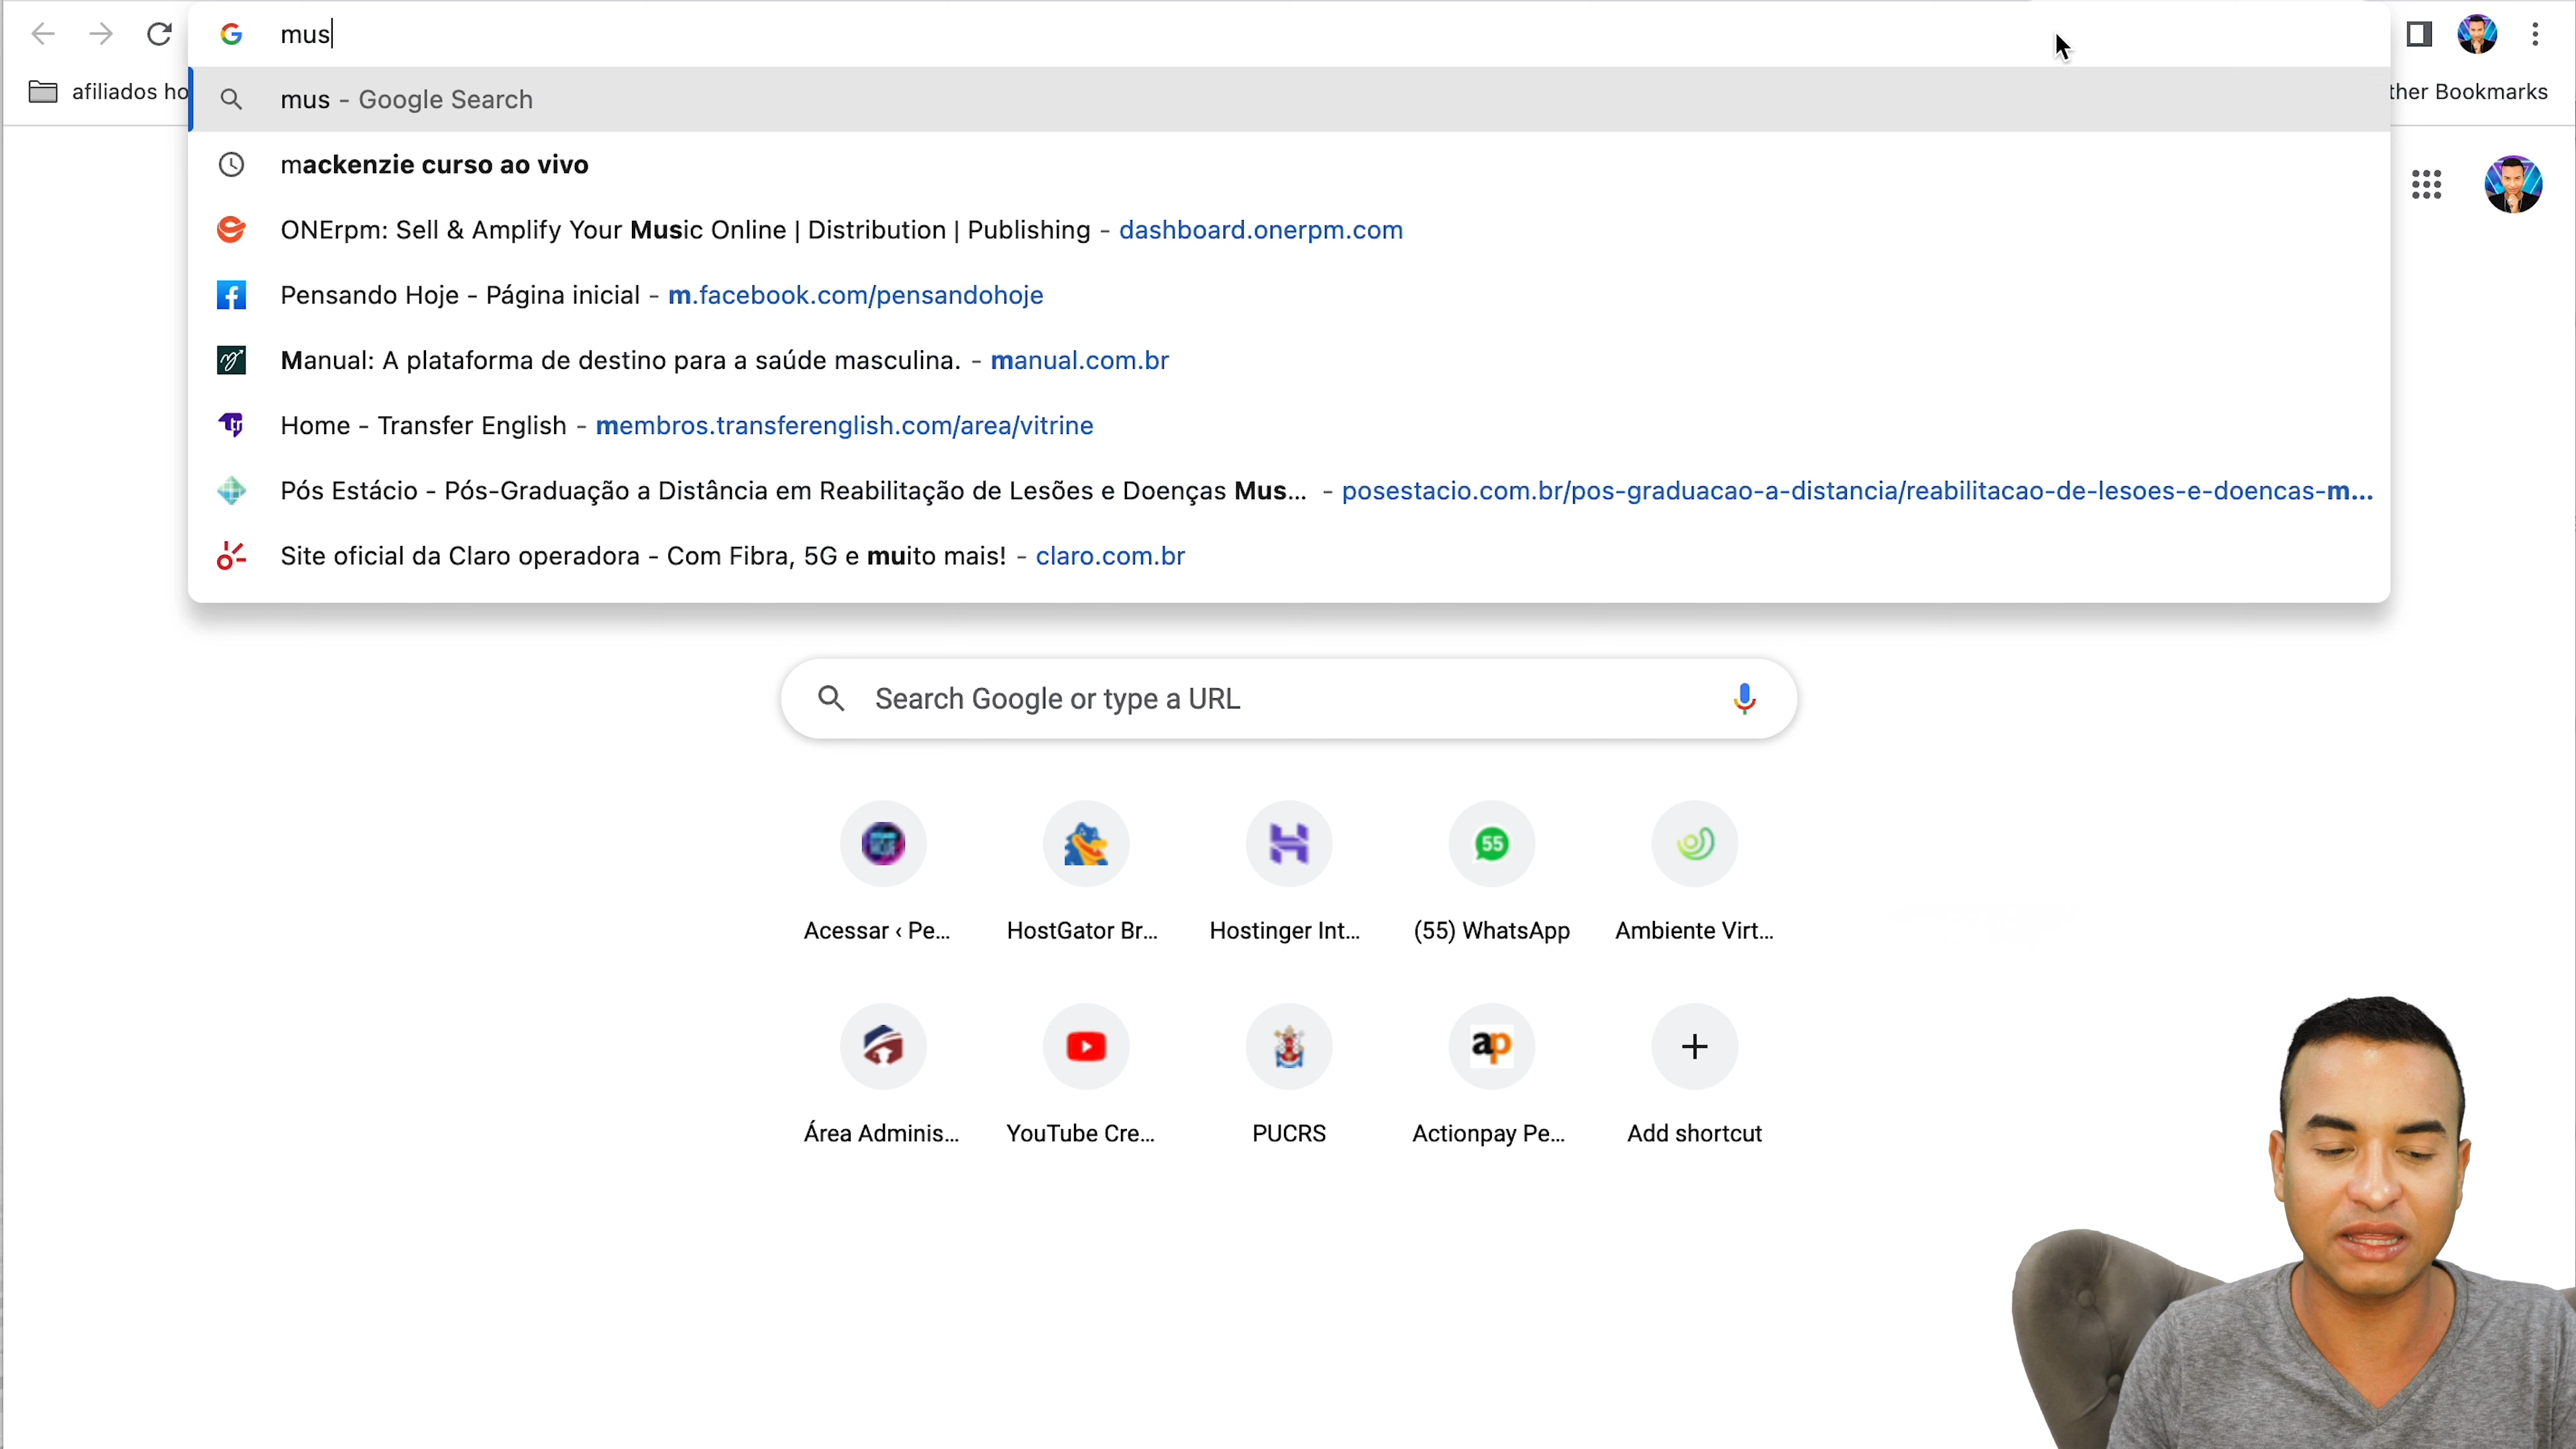 mus
mus - Google Search
afiliados ho
ther Bookmarks
mackenzie curso ao vivo
ONErpm: Sell & Amplify Your Music Online | Distribution | Publishing - dashboard.onerpm.com
Pensando Hoje - Página inicial - m.facebook.com/pensandohoje
Manual: A plataforma de destino para a saúde masculina. - manual.com.br
Home - Transfer English - membros.transferenglish.com/area/vitrine
Pós Estácio - Pós-Graduação a Distância em Reabilitação de Lesões e Doenças Mus... - posestacio.com.br/pos-graduacao-a-distancia/reabilitacao-de-lesoes-e-doencas-m...
Site oficial da Claro operadora - Com Fibra, 5G e muito mais! - claro.com.br
Search Google or type a URL
55
Acessar ‹ Pe... HostGator Br... Hostinger Int... (55) WhatsApp Ambiente Virt...
ap
Área Adminis... YouTube Cre... PUCRS Actionpay Pe... Add shortcut